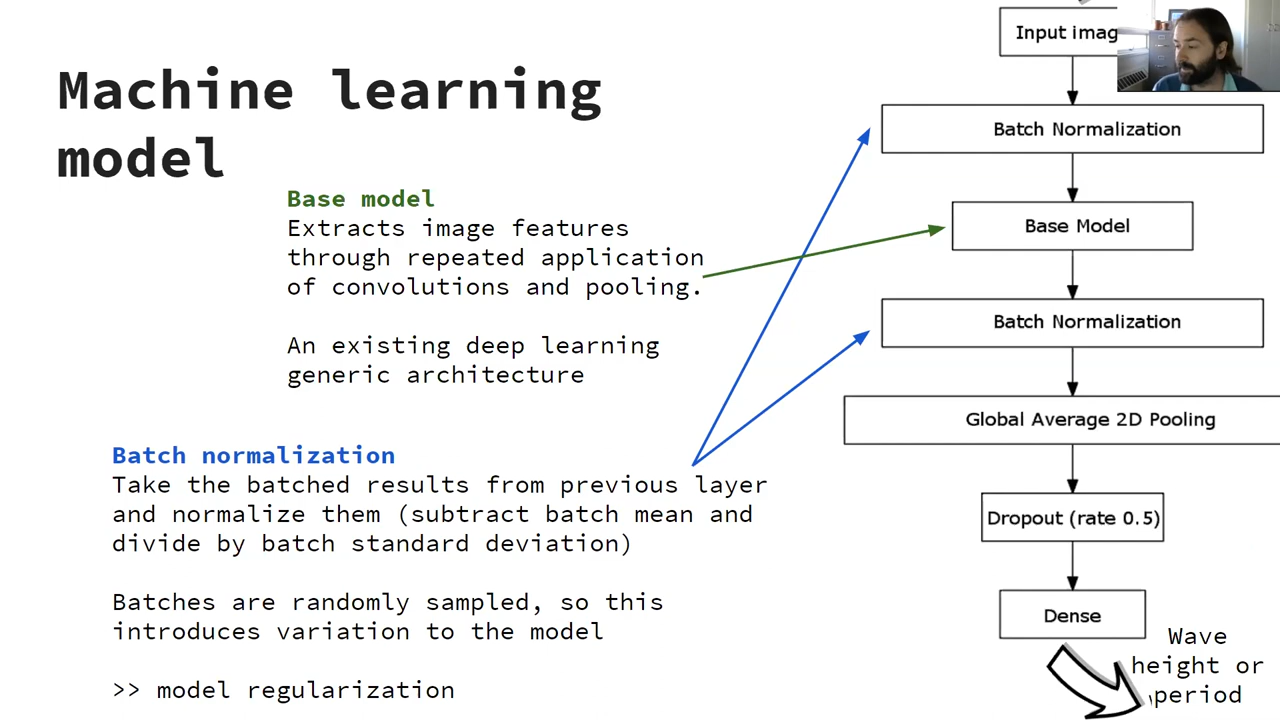 Machine learning
model
Base model
Extracts image features
through repeated application
of convolutions and pooling.
An existing deep learning
generic architecture
Batch normalization
Take the batched results from previous layer
and normalize them (subtract batch mean and
divide by batch standard deviation)
Batches are randomly sampled, so this
introduces variation to the model
>> model regularization
Input imag
Batch Normalization
Base Model
Batch Normalization
Global Average 2D Pooling
Dropout (rate 0.5)
Dense
Wave
height or
period